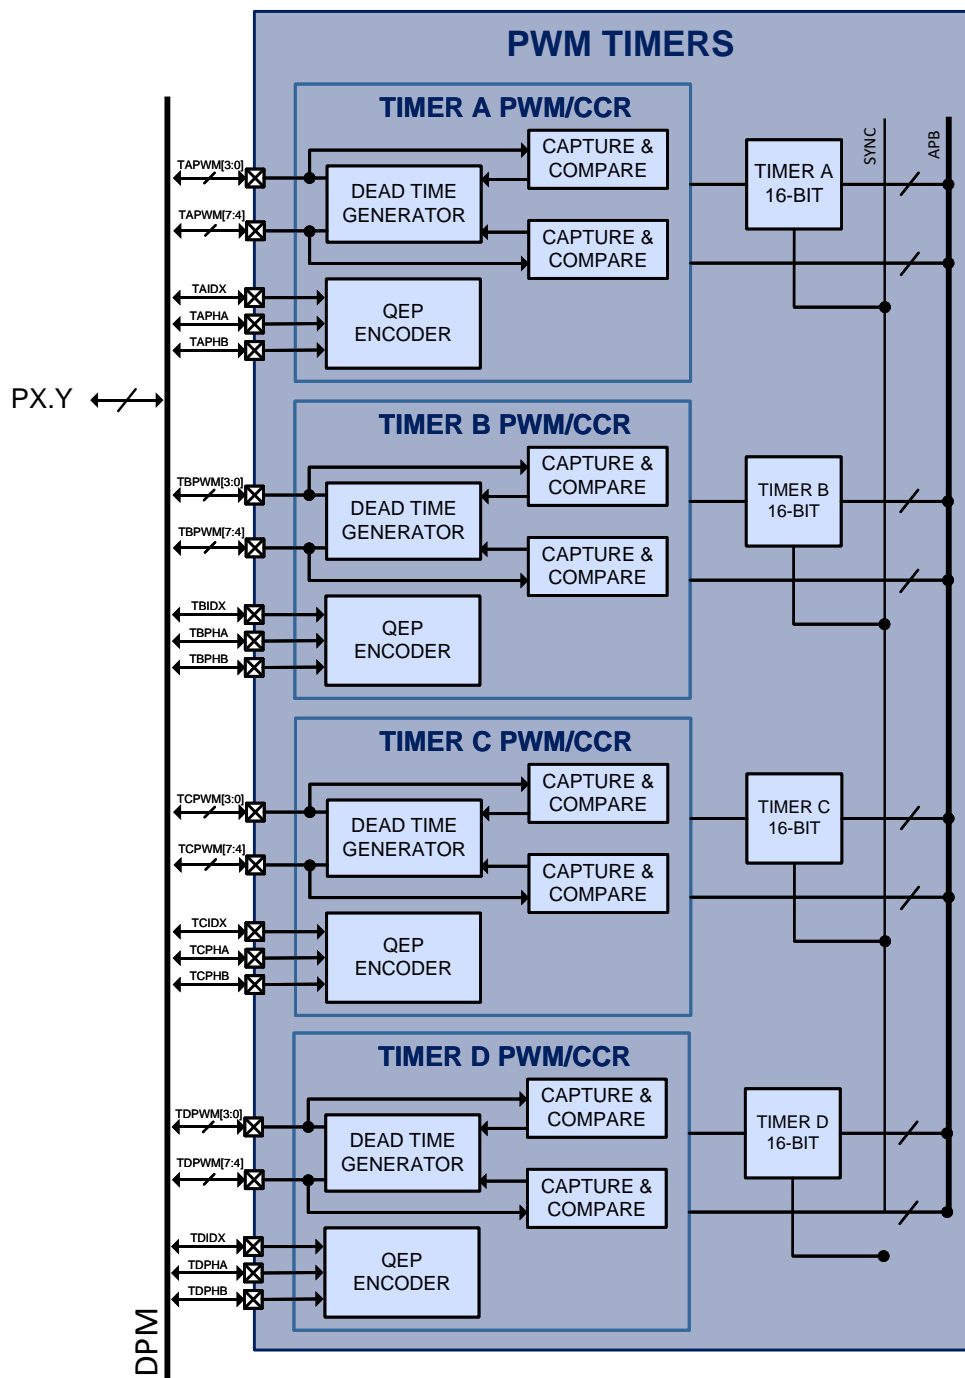 PWM TIMERS
SYNC
APB
TIMER A PWM/CCR
TAPWM[3:0]
TAPWM[7:4]
DEAD TIME
GENERATOR
CAPTURE &
COMPARE
CAPTURE &
COMPARE
TIMER A
16-BIT
TAIDX
TAPHA
TAPHB
QEP
ENCODER
PX.Y
TIMER B PWM/CCR
TBPWM[3:0]
TBPWM[7:4]
DEAD TIME
GENERATOR
CAPTURE &
COMPARE
CAPTURE &
COMPARE
TIMER B
16-BIT
TBIDX
TBPHA
TBPHB
QEP
ENCODER
TIMER C PWM/CCR
TCPWM[3:0]
TCPWM[7:4]
DEAD TIME
GENERATOR
CAPTURE &
COMPARE
CAPTURE &
COMPARE
TIMER C
16-BIT
TCIDX
TCPHA
TCPHB
QEP
ENCODER
TIMER D PWM/CCR
TDPWM[3:0]
TDPWM[7:4]
DEAD TIME
GENERATOR
CAPTURE &
COMPARE
CAPTURE &
COMPARE
TIMER D
16-BIT
TDIDX
TDPHA
TDPHB
QEP
ENCODER
DPM